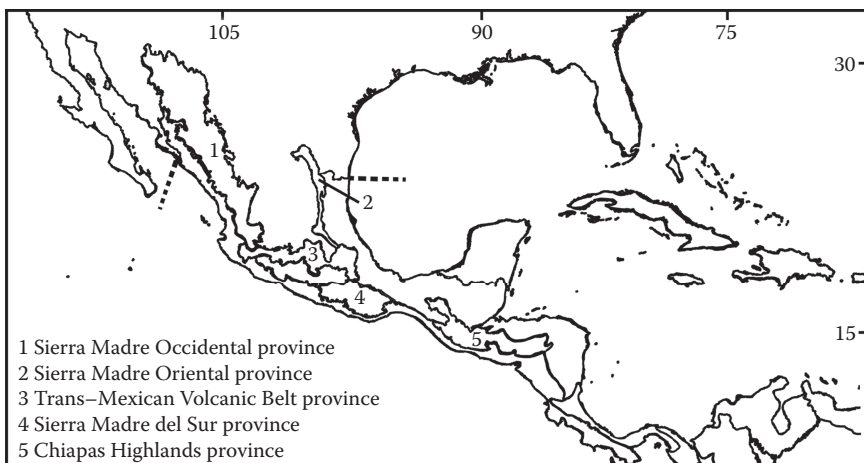 105 90 75
30
1
2
3
4
15
5
1 Sierra Madre Occidental province
2 Sierra Madre Oriental province
3 Trans–Mexican Volcanic Belt province
4 Sierra Madre del Sur province
5 Chiapas Highlands province